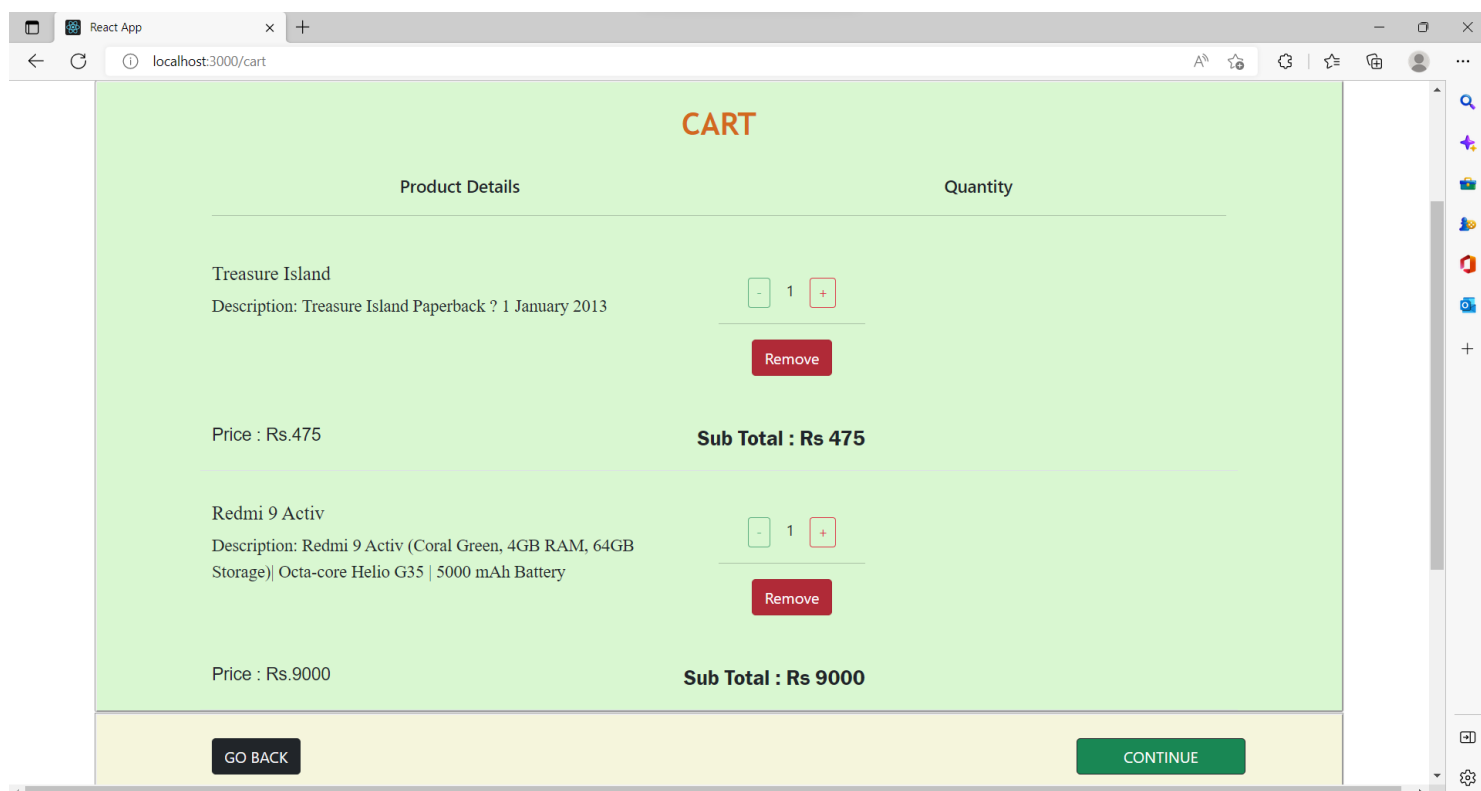 React App
localhost:3000/cart
CART
Product Details Quantity
Treasure Island
Description: Treasure Island Paperback ? 1 January 2013
- 1 +
Remove
Price : Rs.475 Sub Total : Rs 475
Redmi 9 Activ
Description: Redmi 9 Activ (Coral Green, 4GB RAM, 64GB
Storage)| Octa-core Helio G35 | 5000 mAh Battery
- 1 +
Remove
Price : Rs.9000 Sub Total : Rs 9000
GO BACK CONTINUE